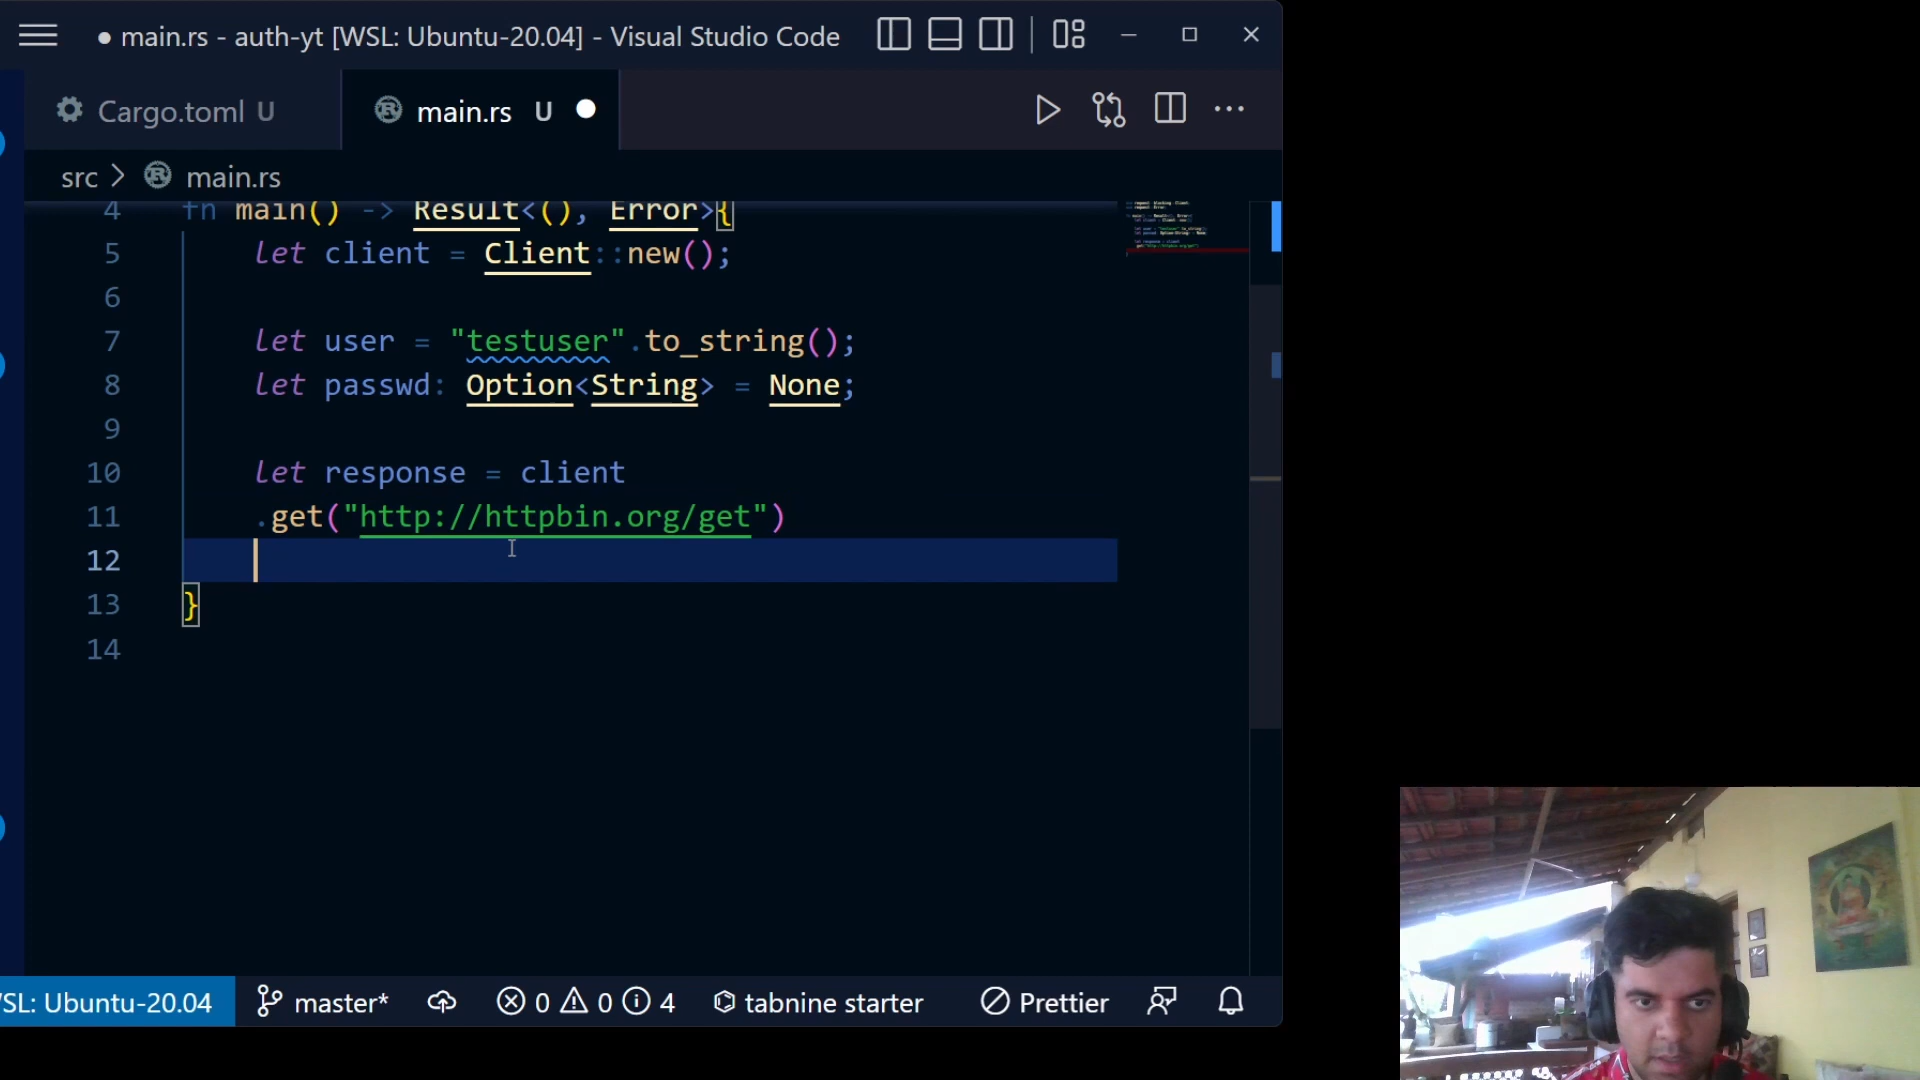 main.rs - auth-yt [WSL: Ubuntu-20.04] - Visual Studio Code
Cargo.toml U
main.rs U
src > main.rs
4 fn main() -> Result<(), Error>{
5 let client = Client::new();
6
7 let user = "testuser".to_string();
8 let passwd: Option<String> = None;
9
10 let response = client
11 .get("http://httpbin.org/get")
12
13 }
14
SL: Ubuntu-20.04 master* 0 0 4 tabnine starter Prettier